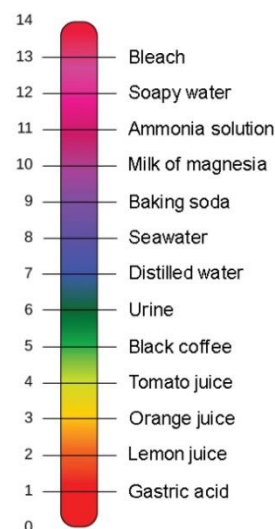 14
13 Bleach
12 Soapy water
11 Ammonia solution
10 Milk of magnesia
9 Baking soda
8 Seawater
7 Distilled water
6 Urine
5 Black coffee
4 Tomato juice
3 Orange juice
2 Lemon juice
1 Gastric acid
0